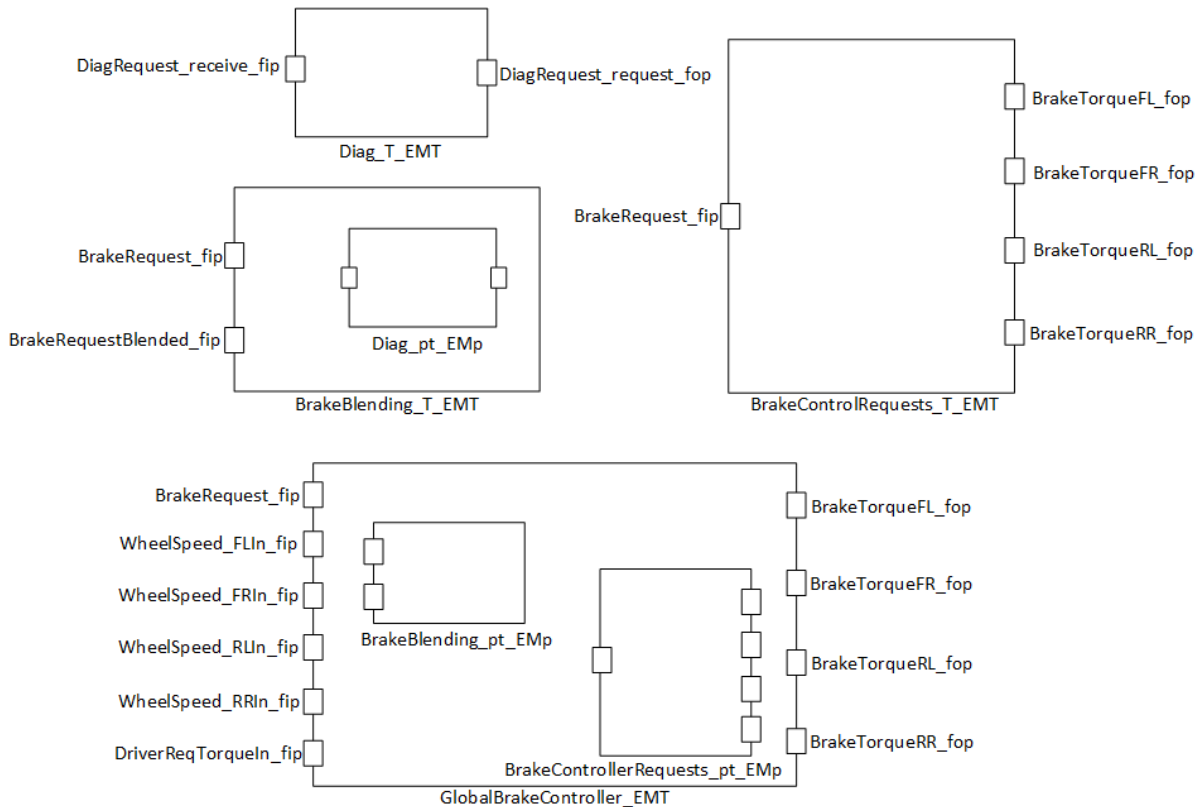 DiagRequest_receive_fip
DiagRequest_request_fop
Diag_T_EMT
BrakeRequest_fip
BrakeRequestBlended_fip
Diag_pt_EMp
BrakeBlending_T_EMT
BrakeRequest_fip
BrakeTorqueFL_fop
BrakeTorqueFR_fop
BrakeTorqueRL_fop
BrakeTorqueRR_fop
BrakeControlRequests_T_EMT
BrakeRequest_fip
WheelSpeed_FLIn_fip
WheelSpeed_FRIn_fip
WheelSpeed_RLIn_fip
WheelSpeed_RRIn_fip
DriverReqTorqueIn_fip
BrakeBlending_pt_EMp
BrakeControllerRequests_pt_EMp
BrakeTorqueFL_fop
BrakeTorqueFR_fop
BrakeTorqueRL_fop
BrakeTorqueRR_fop
GlobalBrakeController_EMT